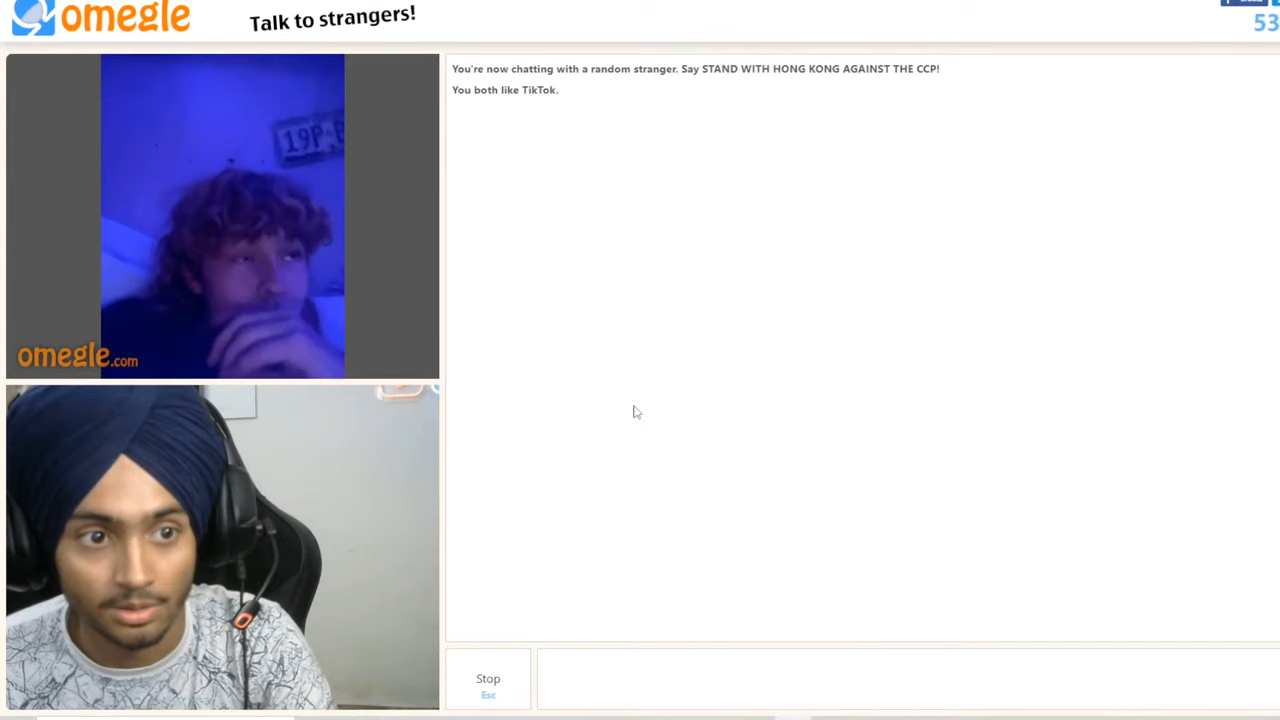 omegle
Talk to strangers!
53
You're now chatting with a random stranger. Say STAND WITH HONG KONG AGAINST THE CCP!
You both like TikTok.
19P
omegle.com
Stop
Esc